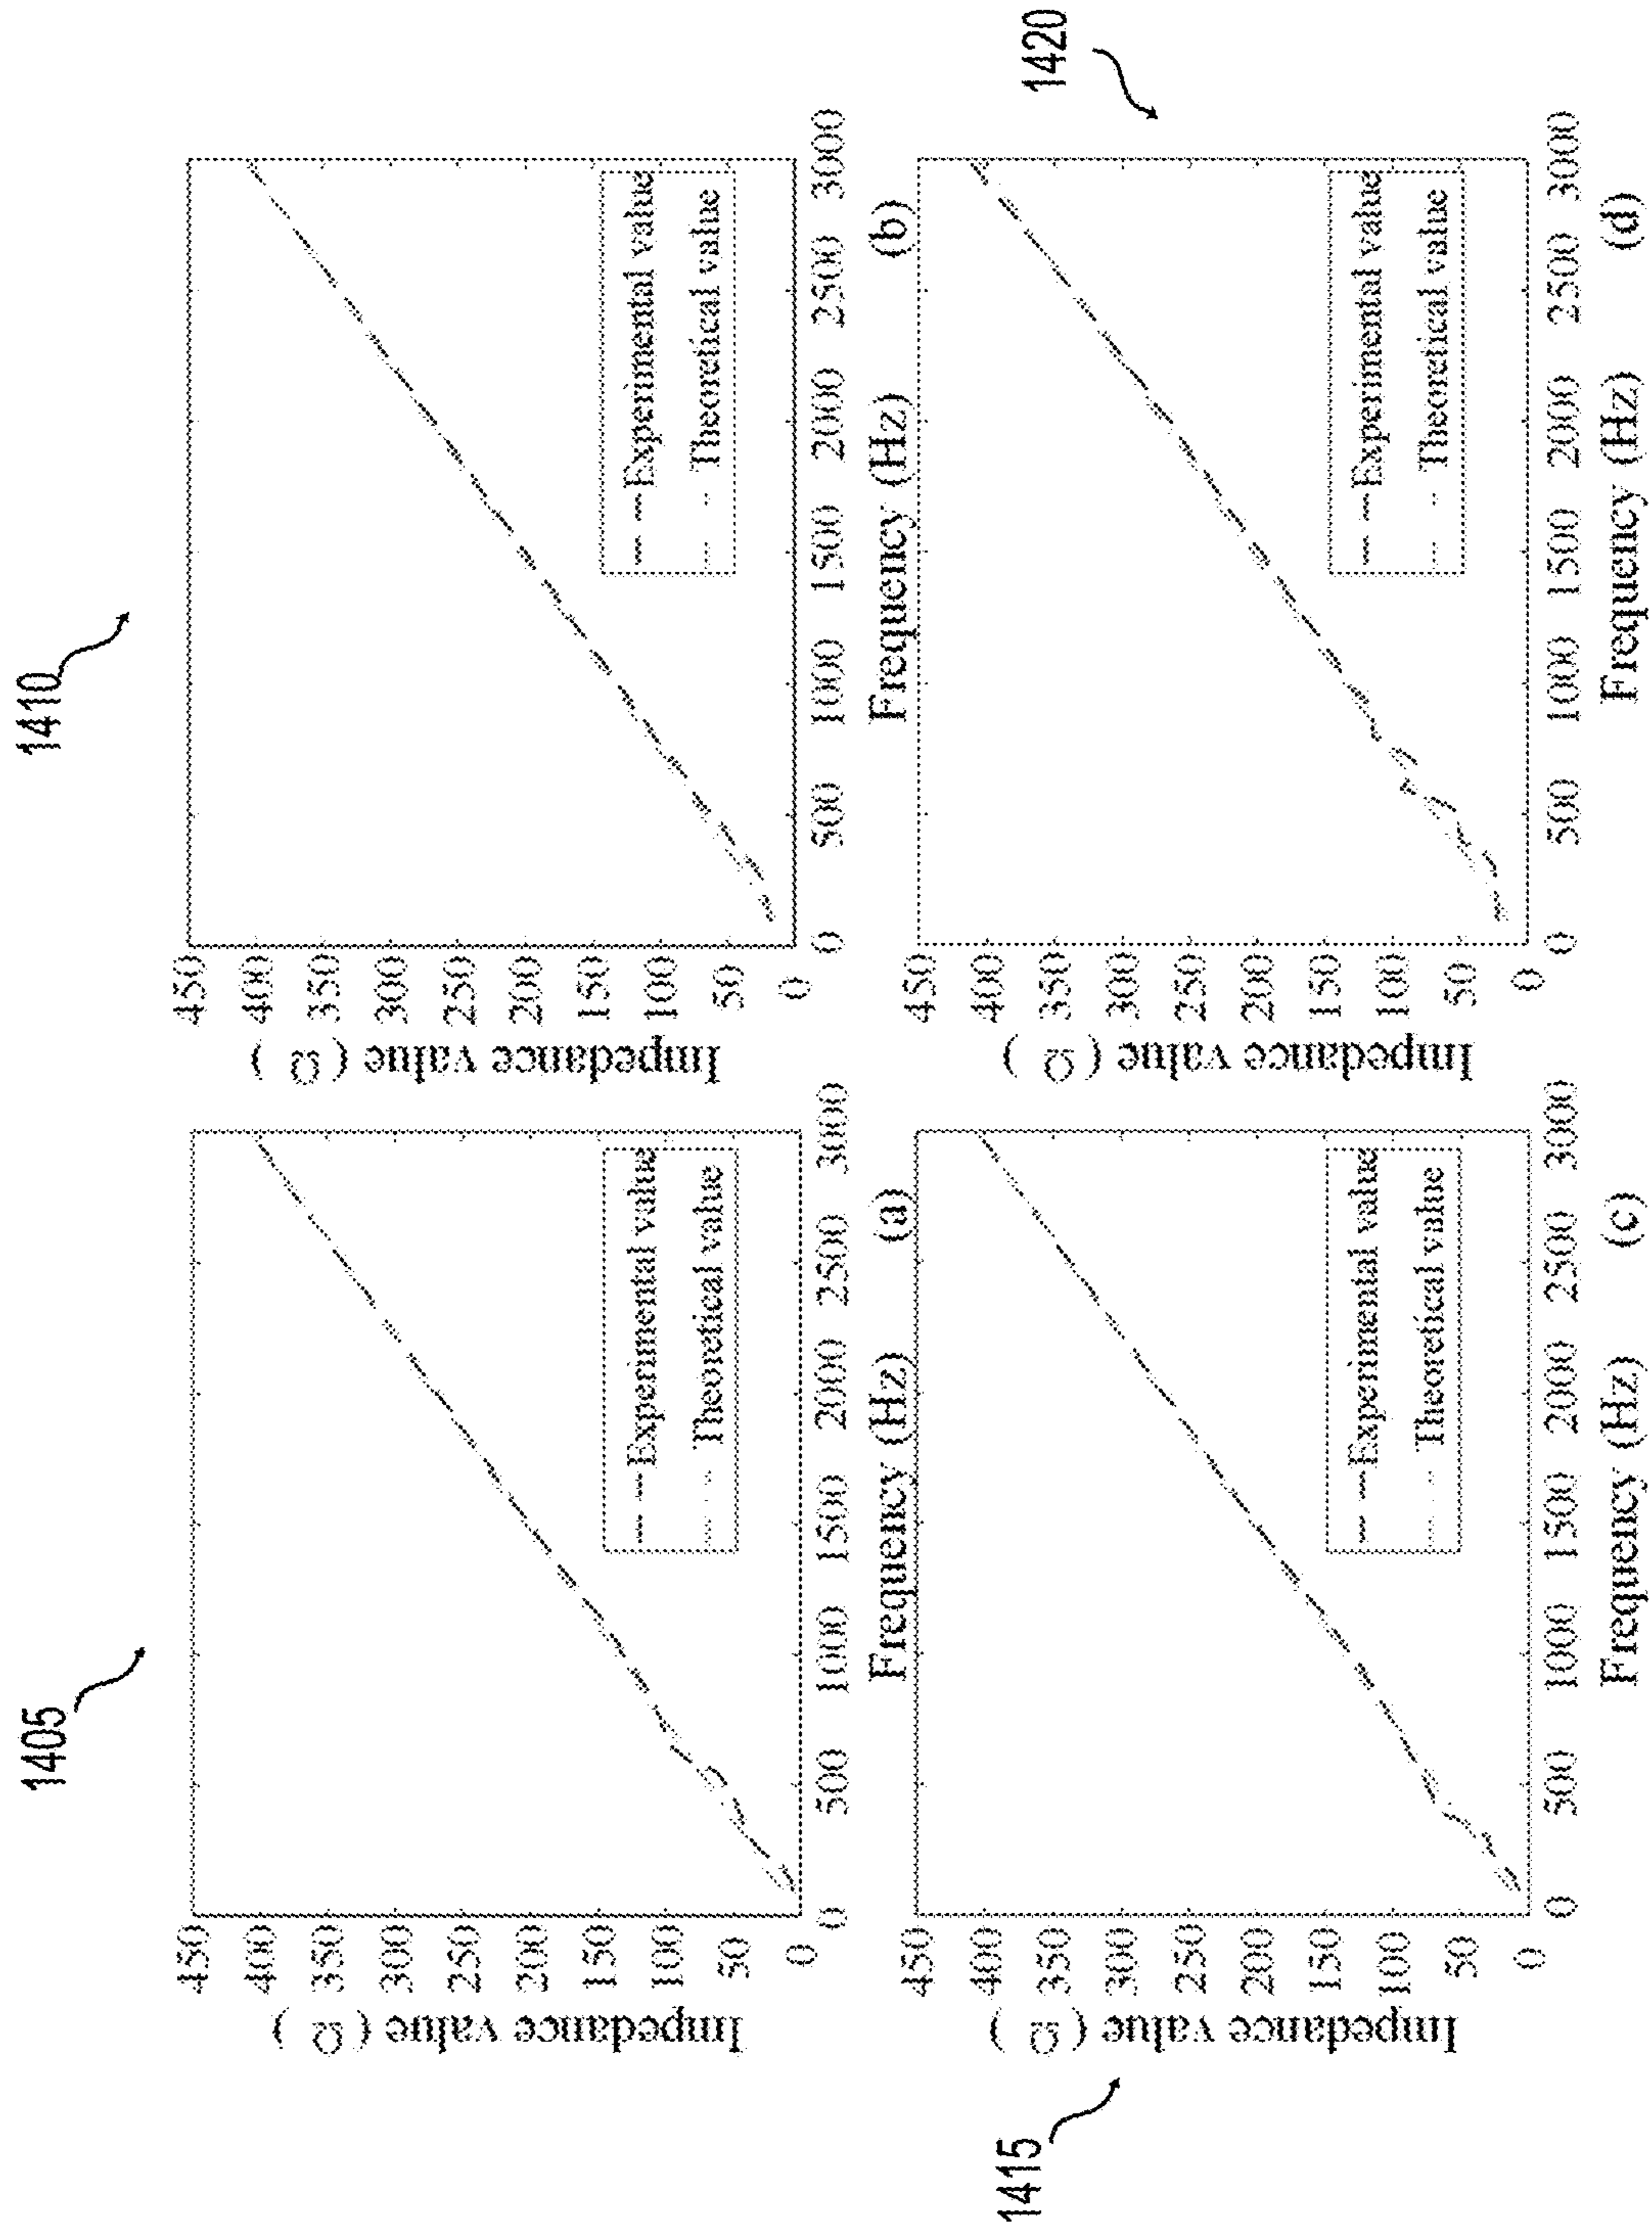 1405
1410
450
400
350
300
250
200
150
100
50
0
Impedance value ( Ω )
Experimental value
Theoretical value
0 500 1000 1500 2000 2500 3000
Frequency (Hz)
(a)
450
400
350
300
250
200
150
100
50
0
Impedance value ( Ω )
Experimental value
Theoretical value
0 500 1000 1500 2000 2500 3000
Frequency (Hz)
(b)
1415
450
400
350
300
250
200
150
100
50
0
Impedance value ( Ω )
Experimental value
Theoretical value
0 500 1000 1500 2000 2500 3000
Frequency (Hz)
(c)
1420
450
400
350
300
250
200
150
100
50
0
Impedance value ( Ω )
Experimental value
Theoretical value
0 500 1000 1500 2000 2500 3000
Frequency (Hz)
(d)